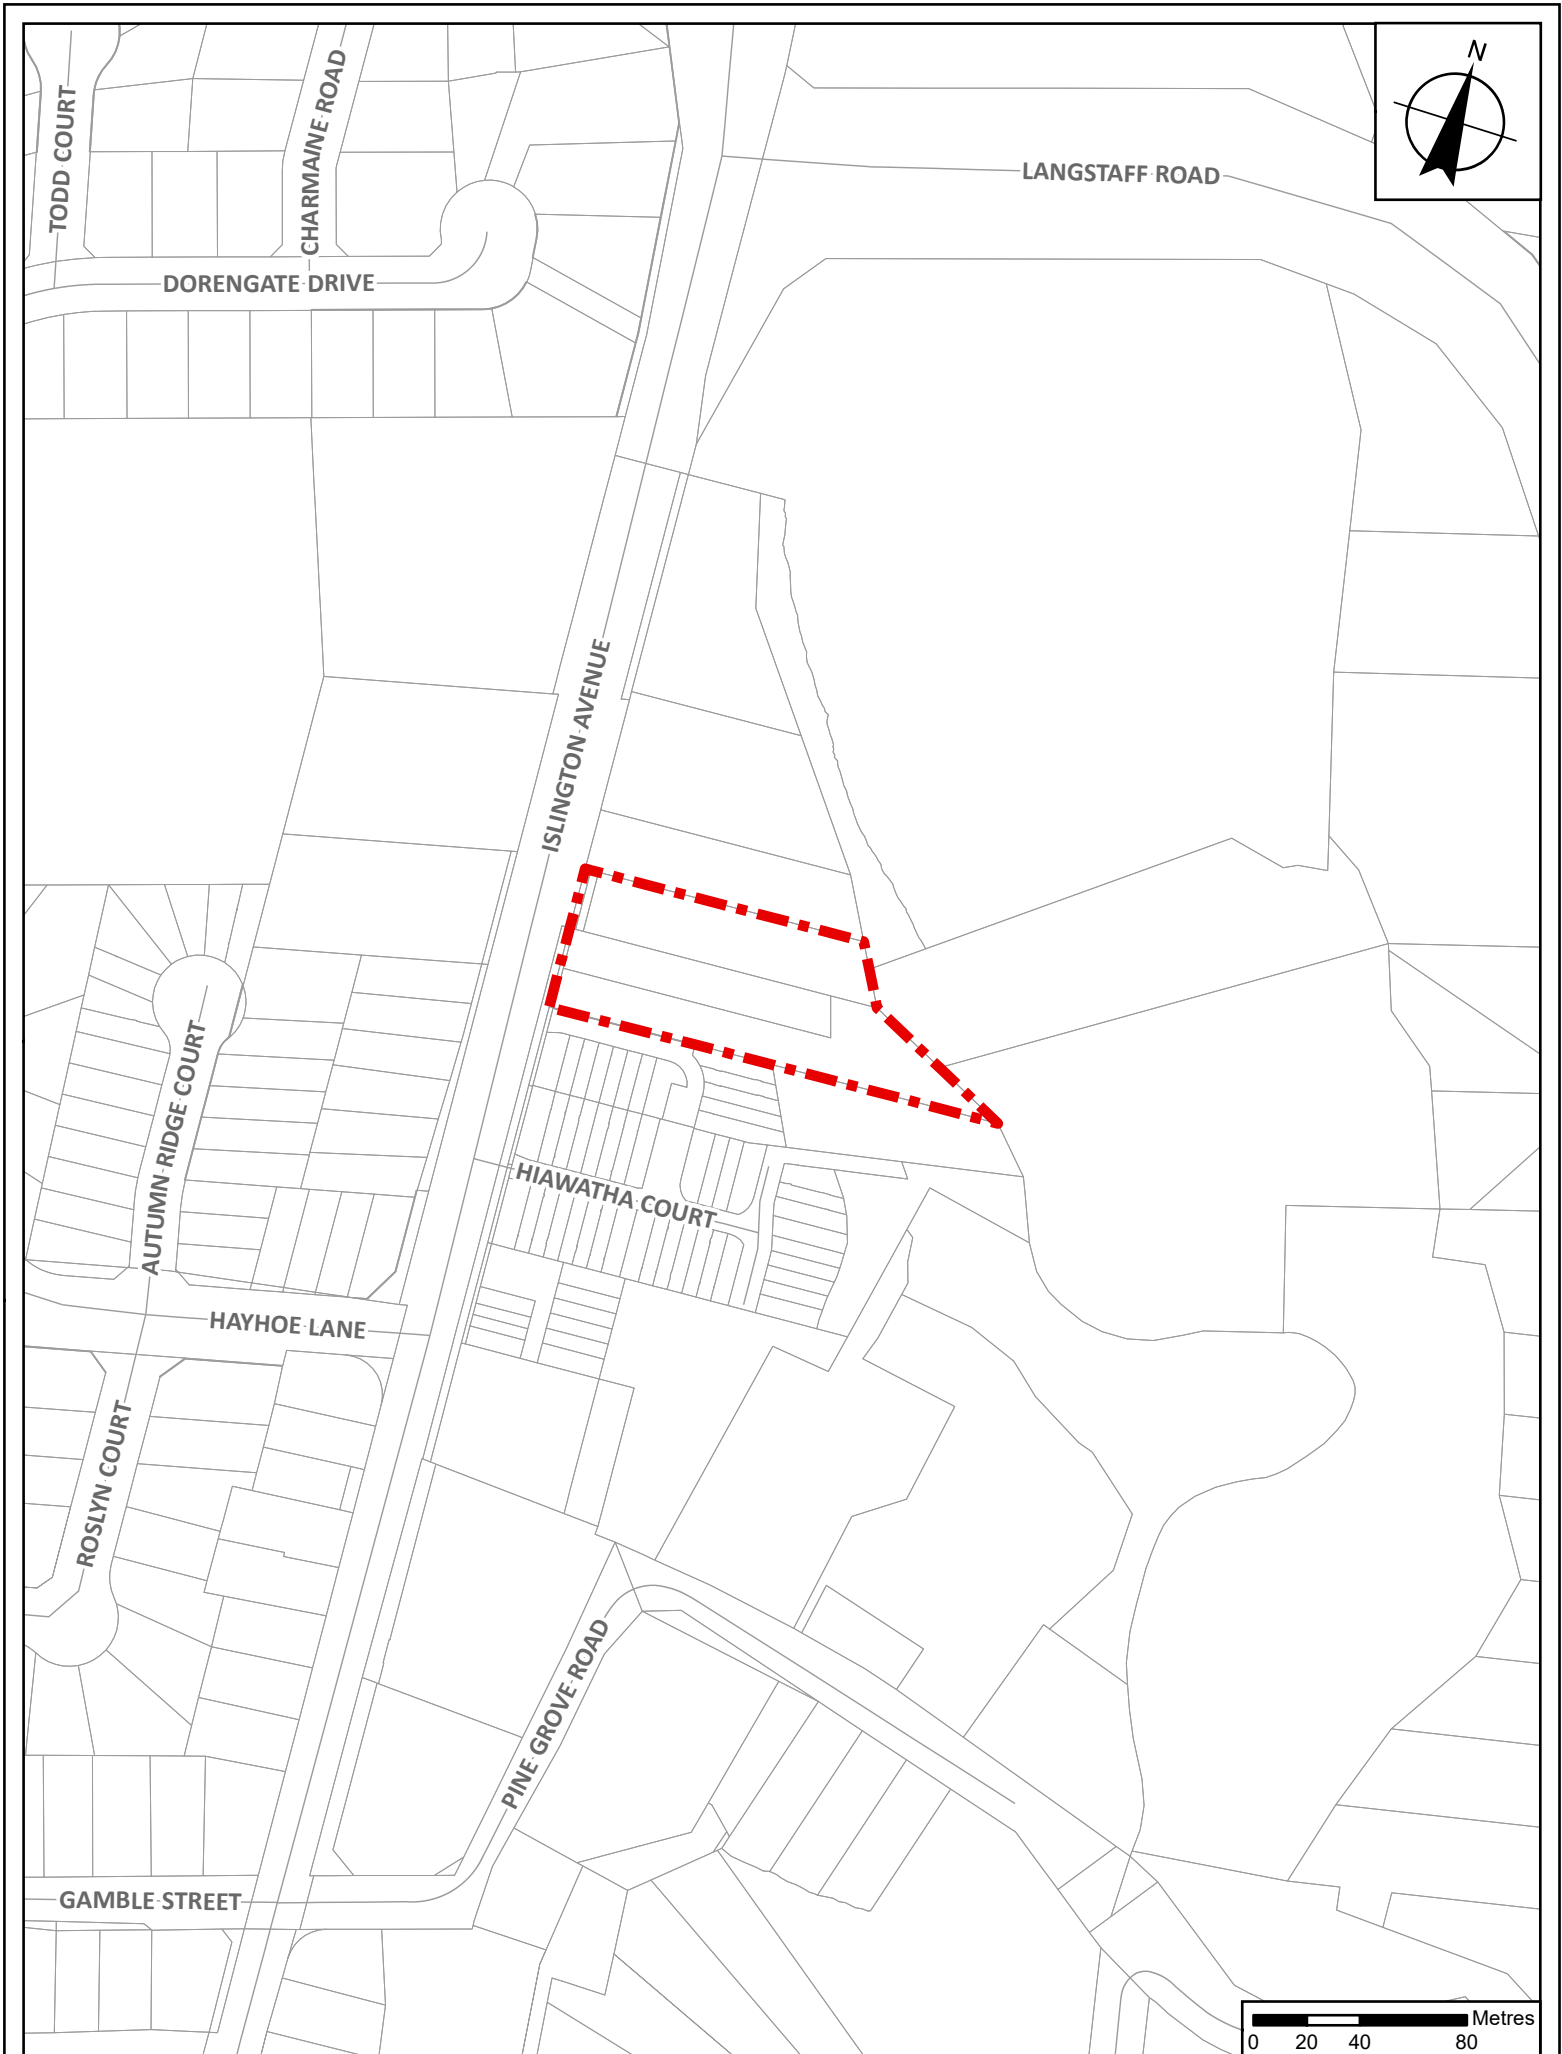 N
TODD COURT
CHARMAINE ROAD
LANGSTAFF ROAD
DORENGATE DRIVE
ISLINGTON AVENUE
AUTUMN RIDGE COURT
HIAWATHA COURT
HAYHOE LANE
ROSLYN COURT
PINE GROVE ROAD
GAMBLE STREET
Metres
0 20 40 80